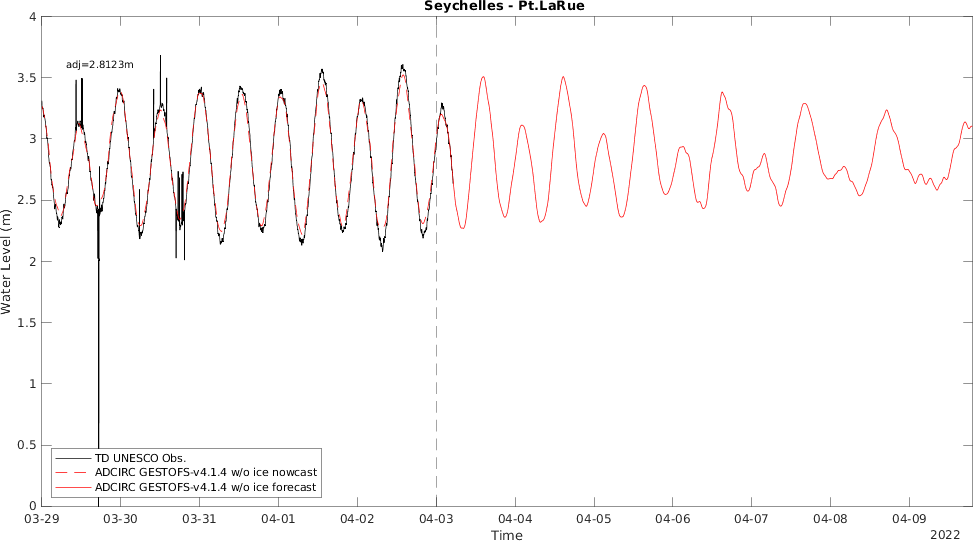 Seychelles - Pt.LaRue
adj=2.8123m
Water Level (m)
4
3.5
3
2.5
2
1.5
1
0.5
0
TD UNESCO Obs.
ADCIRC GESTOFS-v4.1.4 w/o ice nowcast
ADCIRC GESTOFS-v4.1.4 w/o ice forecast
03-29 03-30 03-31 04-01 04-02 04-03 04-04 04-05 04-06 04-07 04-08 04-09
Time
2022